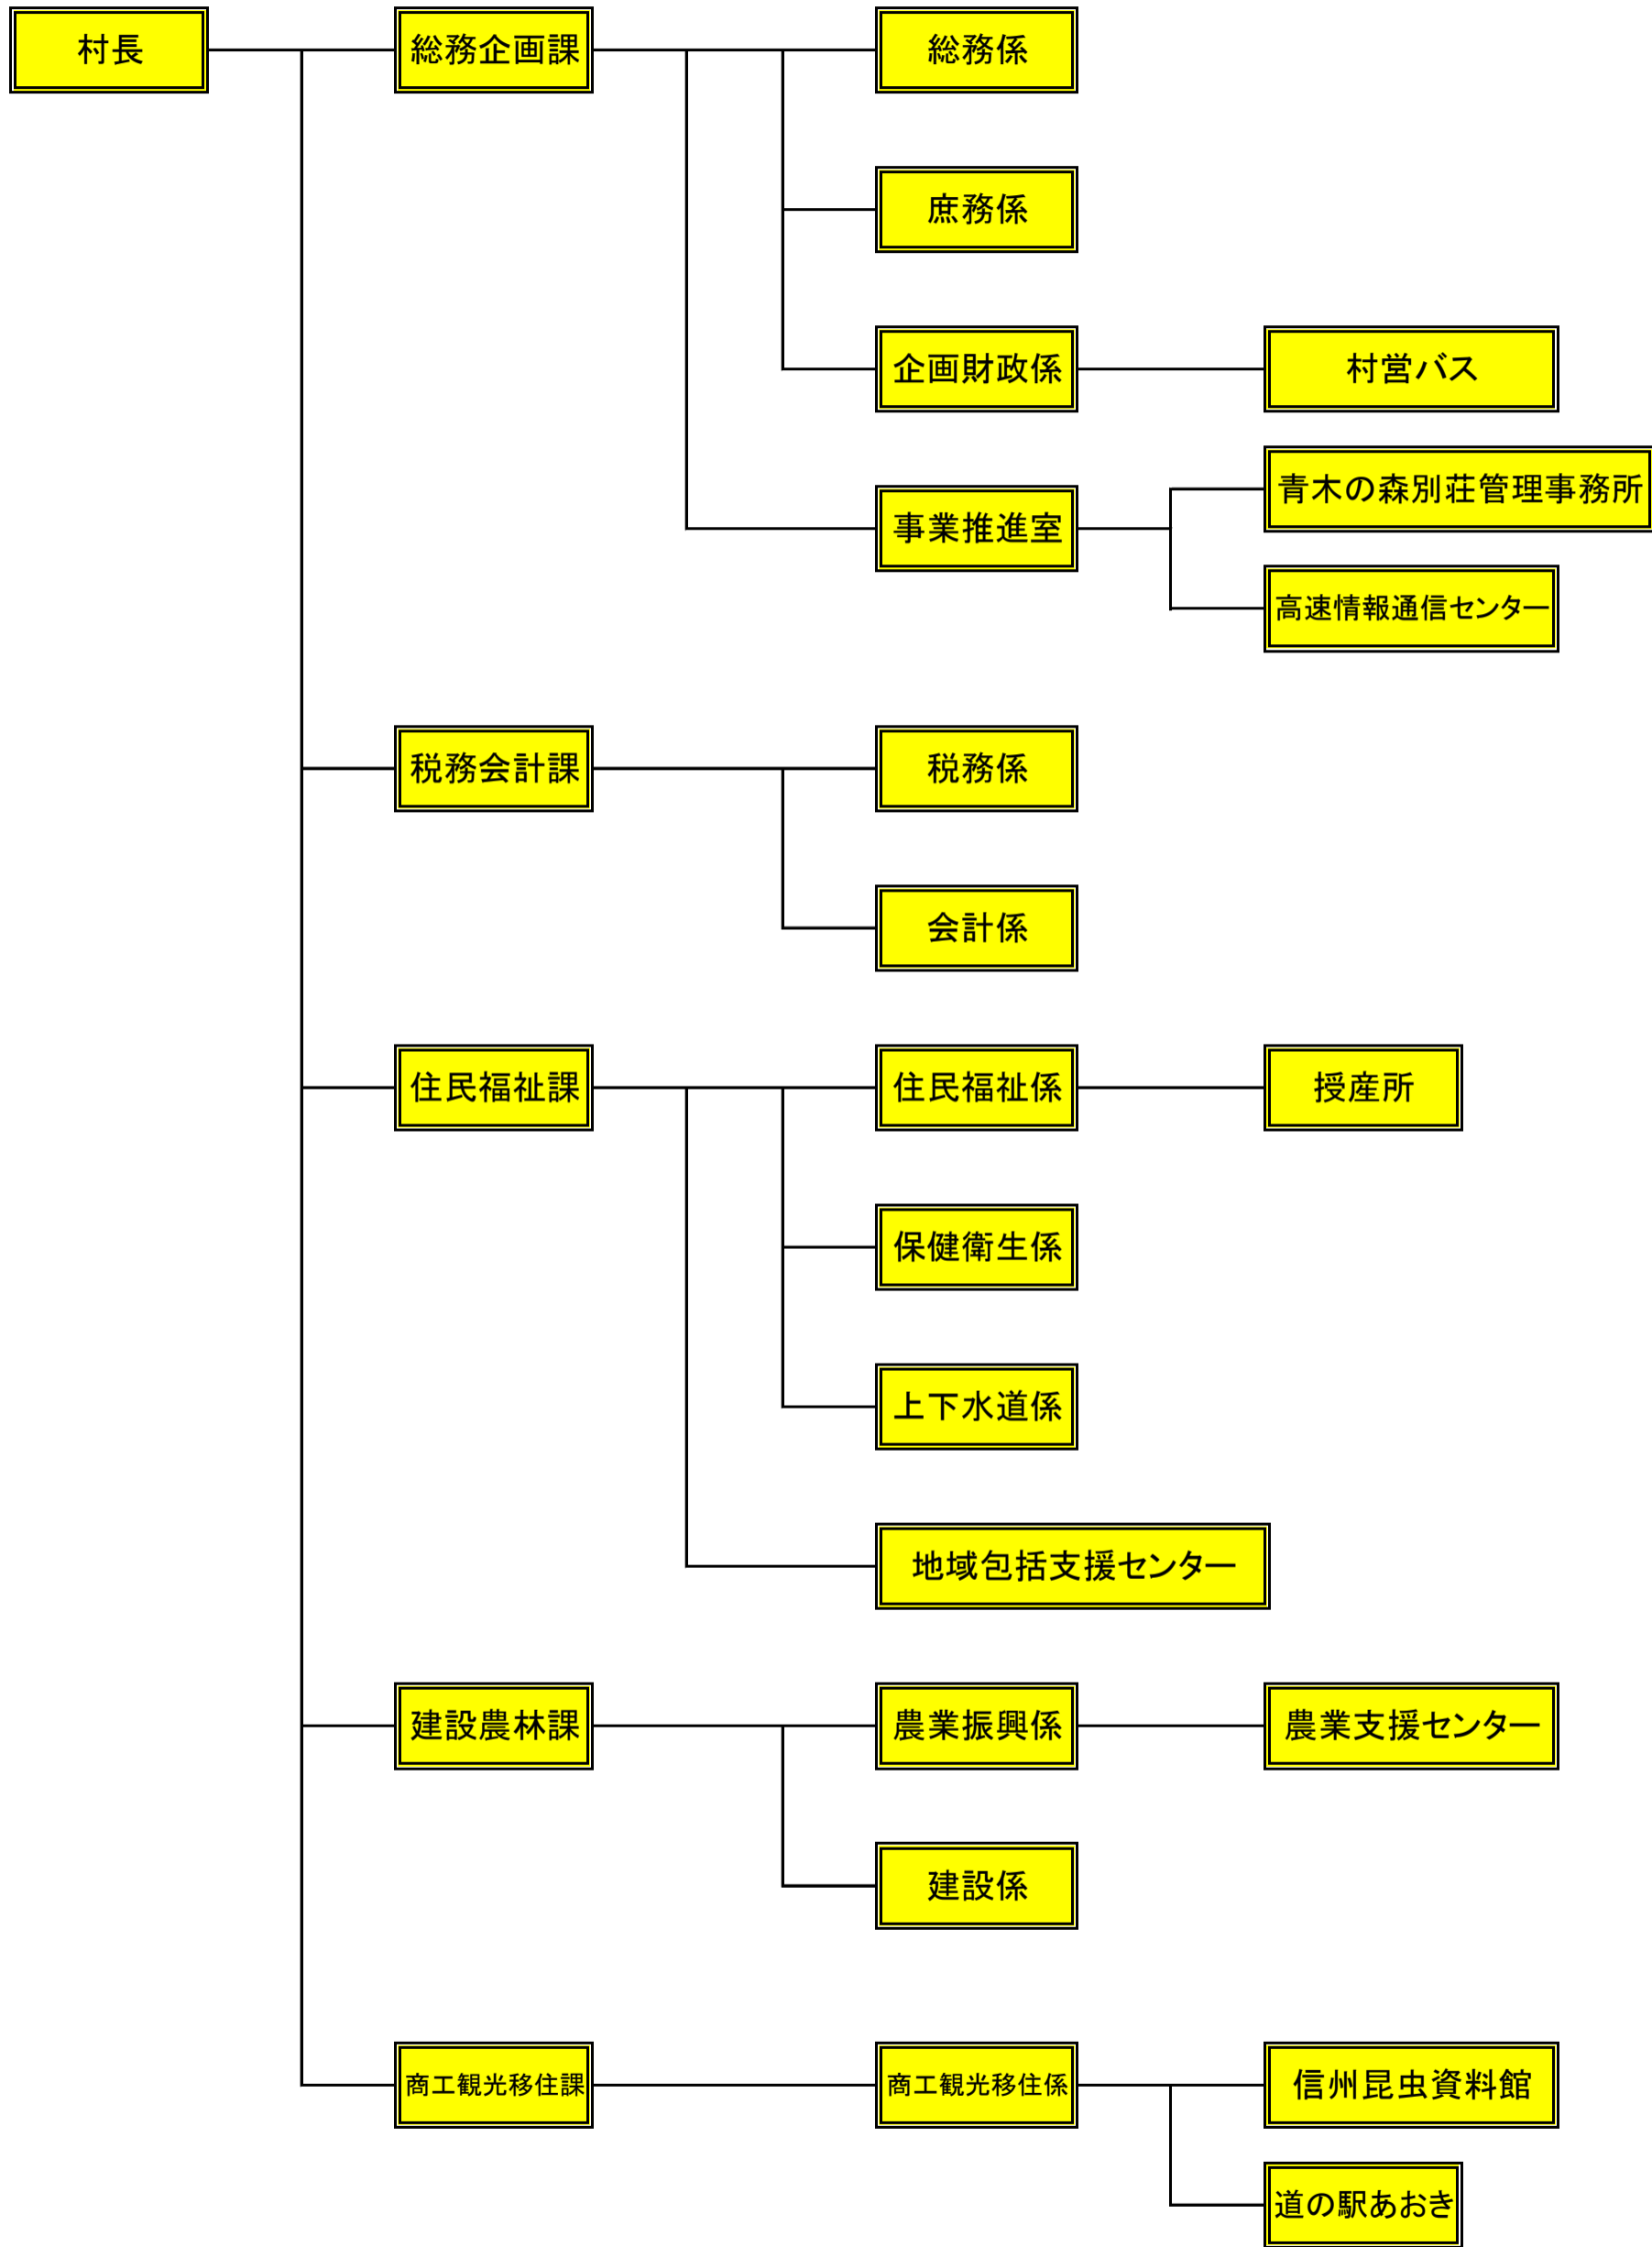 村長
総務企画課
総務係
庶務係
企画財政係
村営バス
事業推進室
青木の森別荘管理事務所
高速情報通信センター
税務会計課
税務係
会計係
住民福祉課
住民福祉係
授産所
保健衛生係
上下水道係
地域包括支援センター
建設農林課
農業振興係
農業支援センター
建設係
商工観光移住課
商工観光移住係
信州昆虫資料館
道の駅あおき